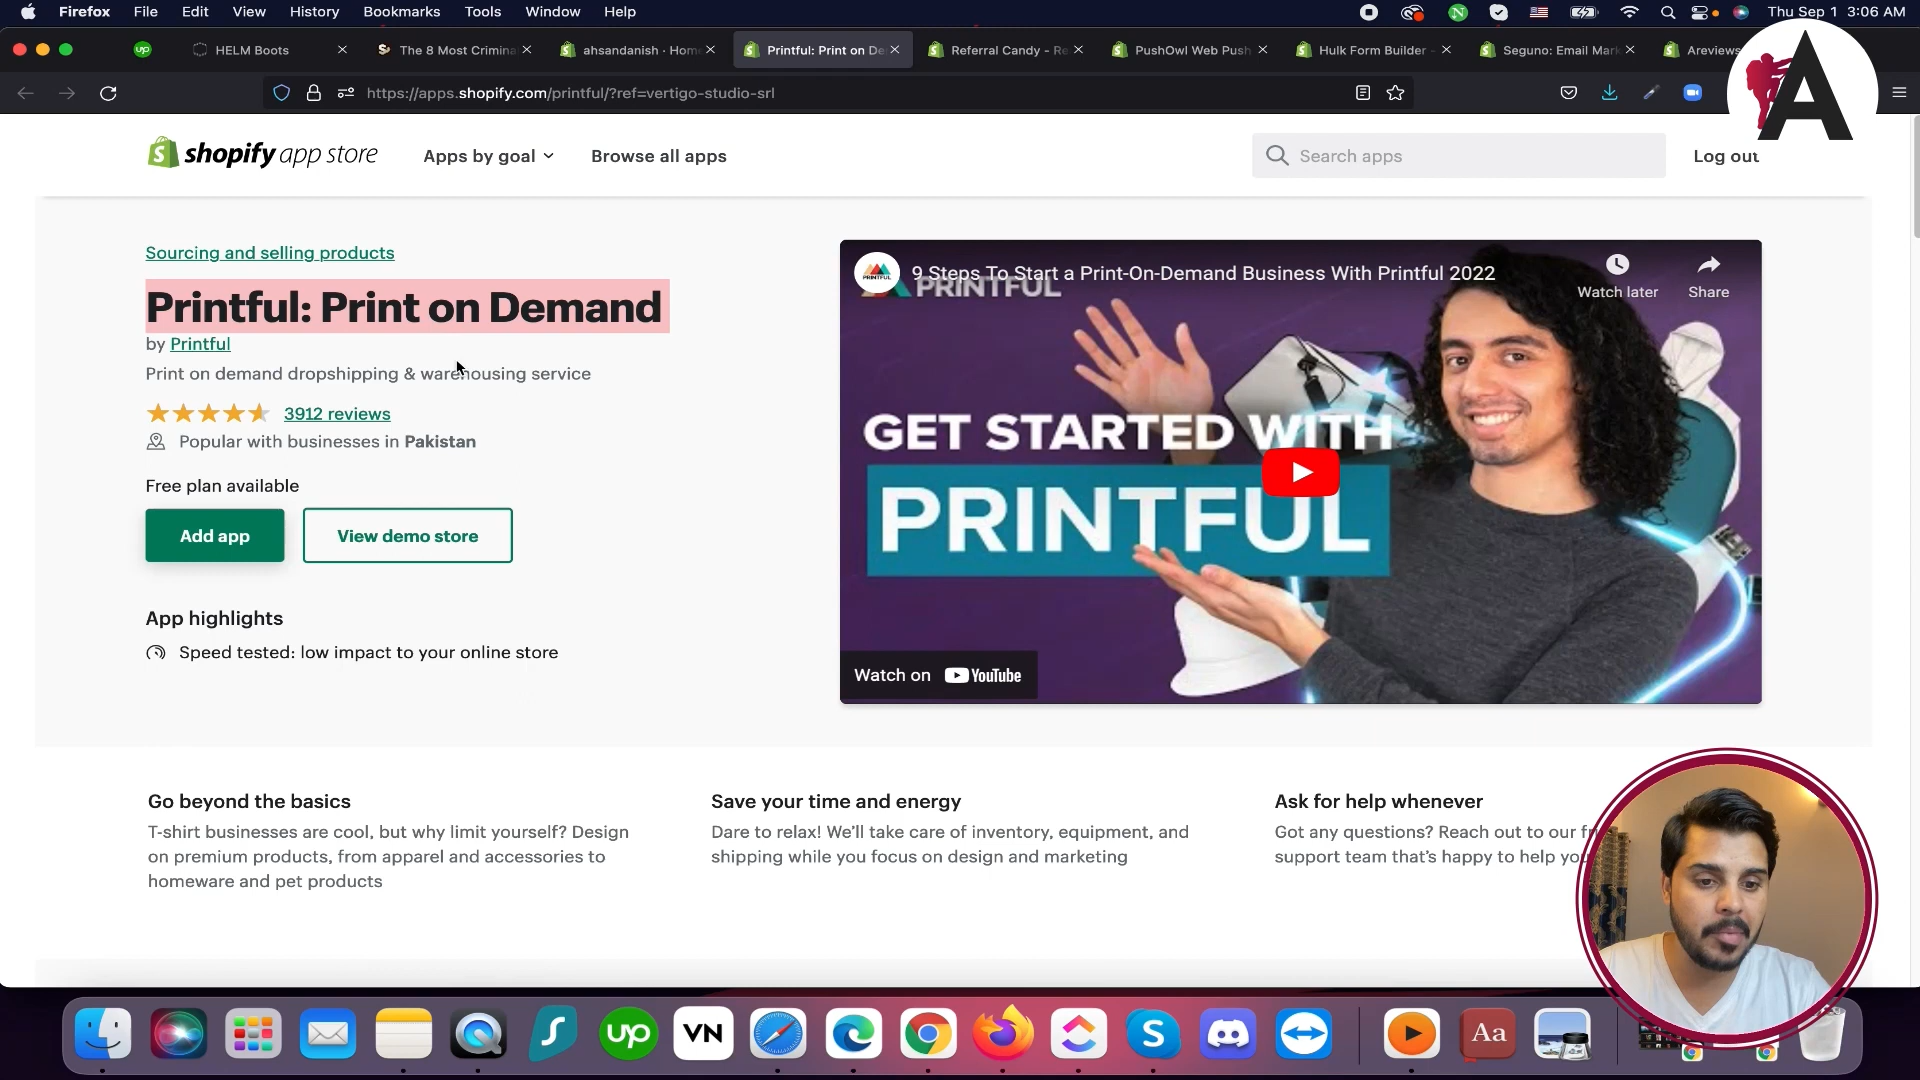 Firefox File Edit View History Bookmarks Tools Window Help Thu Sep 1 3:06 AM
up HELM Boots The 8 Most Crimina ahsandanish · Hom Printful: Print on De Referral Candy - Re PushOwl Web Push Hulk Form Builder - Seguno: Email Mark Areviews
https://apps.shopify.com/printful/?ref=vertigo-studio-srl
A
shopify app store Apps by goal Browse all apps Search apps Log out
Sourcing and selling products
Printful: Print on Demand
by Printful
Print on demand dropshipping & warehousing service
3912 reviews
Popular with businesses in Pakistan
Free plan available
Add app View demo store
App highlights
Speed tested: low impact to your online store
PRINTFUL
9 Steps To Start a Print-On-Demand Business With Printful 2022
Watch later Share
PRINTFUL
GET STARTED WITH
PRINTFUL
Watch on YouTube
Go beyond the basics
T-shirt businesses are cool, but why limit yourself? Design
on premium products, from apparel and accessories to
homeware and pet products
Save your time and energy
Dare to relax! We'll take care of inventory, equipment, and
shipping while you focus on design and marketing
Ask for help whenever
Got any questions? Reach out to our fr
support team that's happy to help you
up VN S Aa